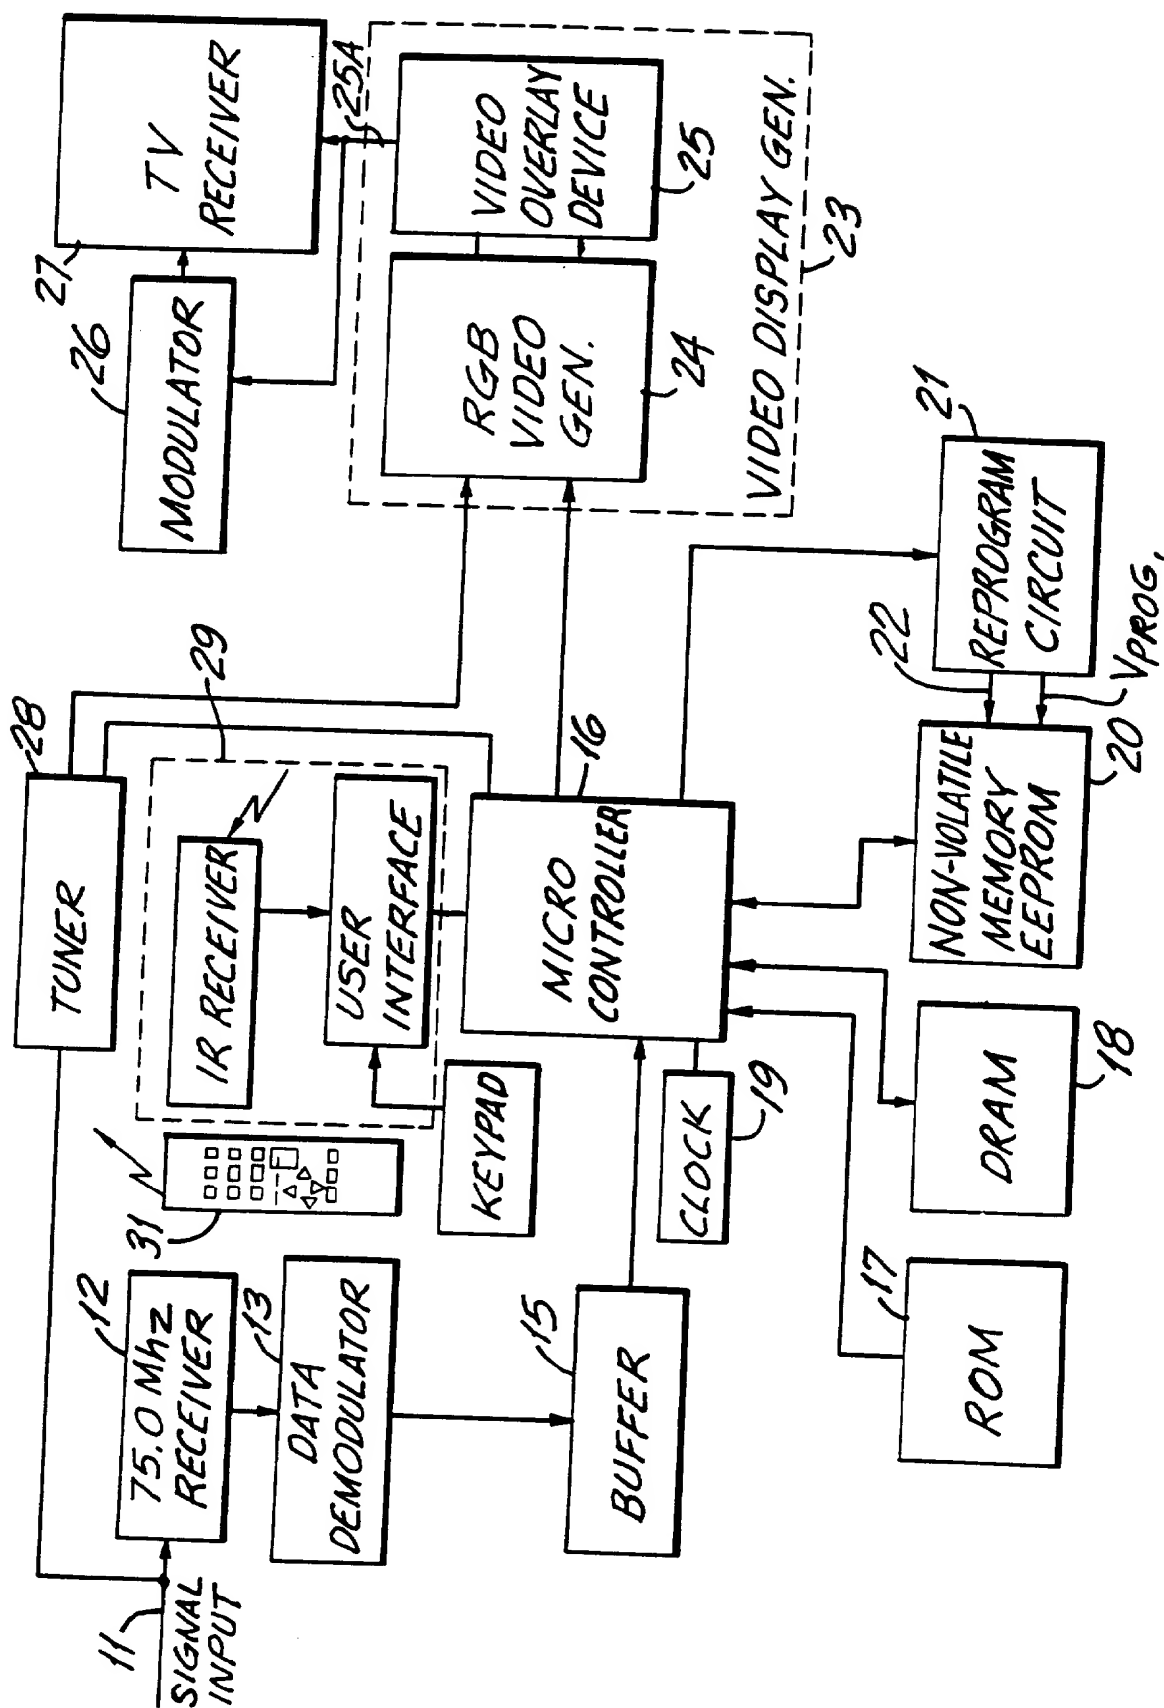 11
SIGNAL
INPUT
12
75.0 Mhz
RECEIVER
13
DATA
DEMODULATOR
15
BUFFER
17
ROM
31
KEYPAD
CLOCK
19
DRAM
18
28
TUNER
29
IR RECEIVER
USER
INTERFACE
16
MICRO
CONTROLLER
NON-VOLATILE
MEMORY
EEPROM
20
22
VPROG.
21
REPROGRAM
CIRCUIT
26
MODULATOR
27
TV
RECEIVER
25A
RGB
VIDEO
GEN.
24
VIDEO
OVERLAY
DEVICE
25
VIDEO DISPLAY GEN.
23